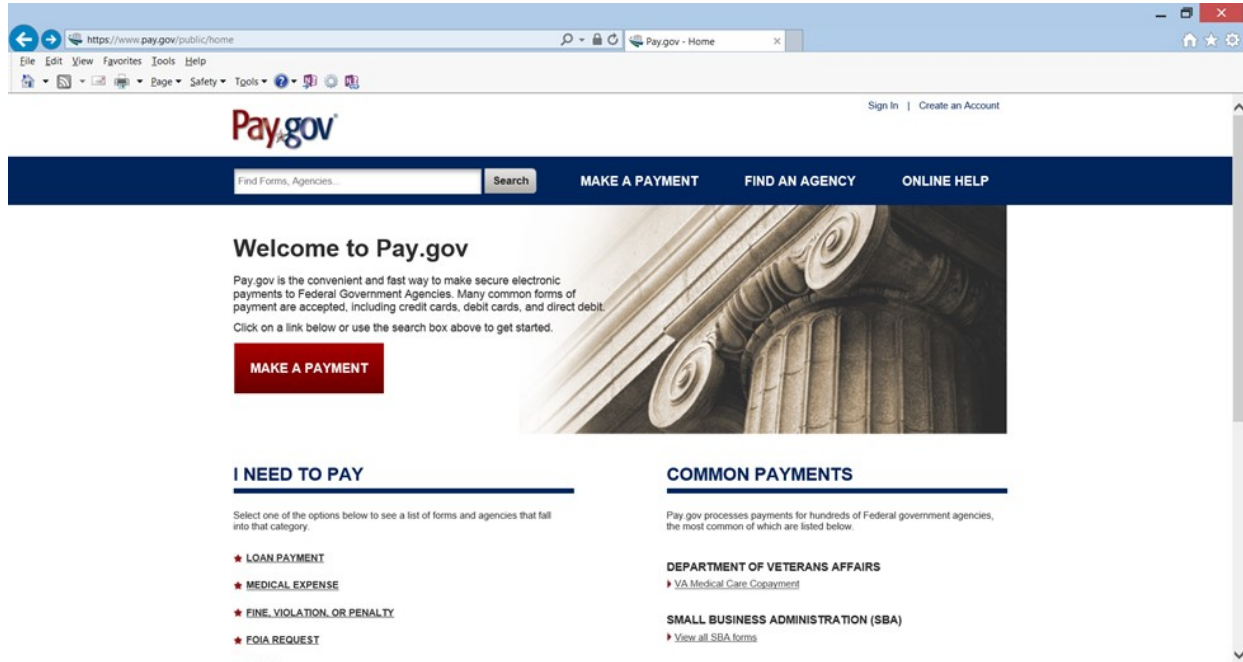 https://www.pay.gov/public/home
Pay.gov - Home
File Edit View Favorites Tools Help
Page Safety Tools
Sign In | Create an Account
Pay.gov
Find Forms, Agencies...
Search
MAKE A PAYMENT
FIND AN AGENCY
ONLINE HELP
Welcome to Pay.gov
Pay.gov is the convenient and fast way to make secure electronic
payments to Federal Government Agencies. Many common forms of
payment are accepted, including credit cards, debit cards, and direct debit.
Click on a link below or use the search box above to get started.
MAKE A PAYMENT
I NEED TO PAY
Select one of the options below to see a list of forms and agencies that fall
into that category.
LOAN PAYMENT
MEDICAL EXPENSE
FINE, VIOLATION, OR PENALTY
FOIA REQUEST
COMMON PAYMENTS
Pay.gov processes payments for hundreds of Federal government agencies,
the most common of which are listed below.
DEPARTMENT OF VETERANS AFFAIRS
VA Medical Care Copayment
SMALL BUSINESS ADMINISTRATION (SBA)
View all SBA forms